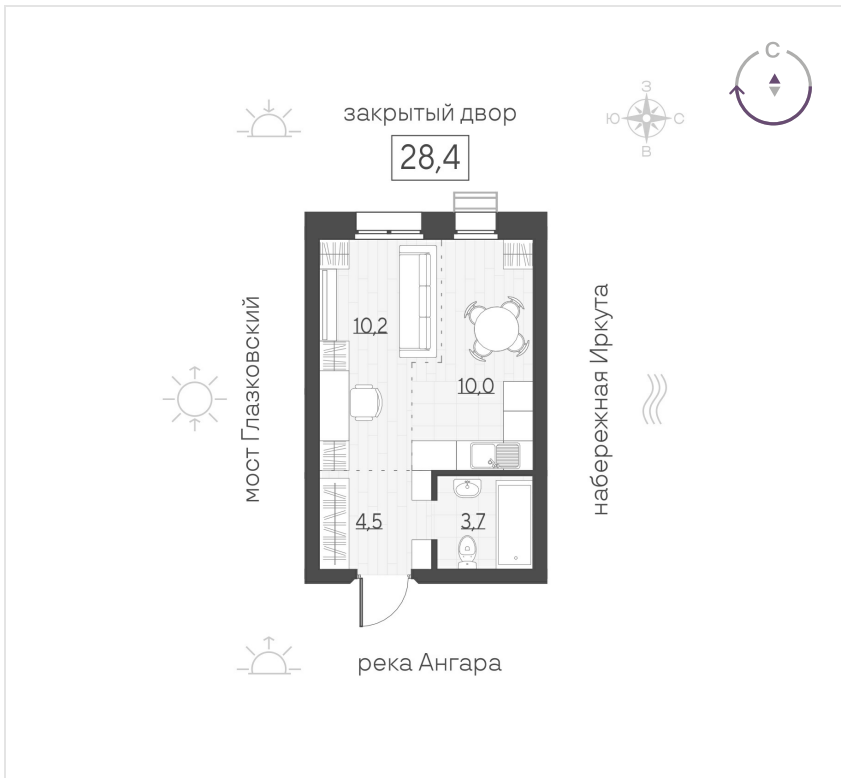 С
З
закрытый двор
Ю
С
В
28,4
10,2
10,0
мост Глазковский
набережная Иркута
4,5
3,7
река Ангара